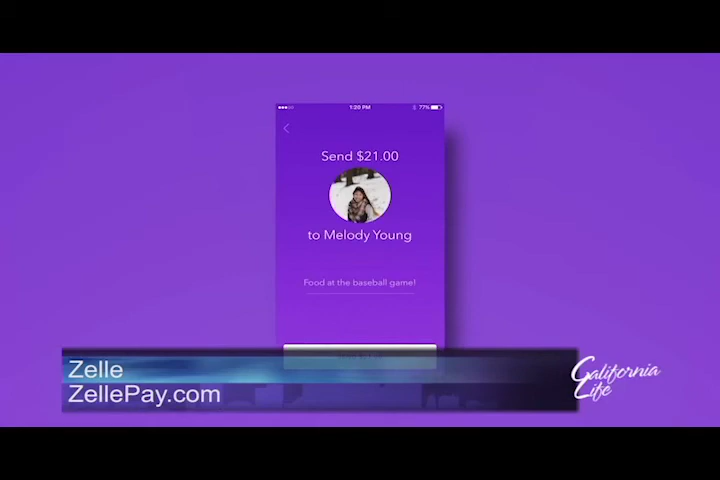 1:20 PM
77%
Send $21.00
to Melody Young
Food at the baseball game!
Zelle
ZellePay.com
California
Life